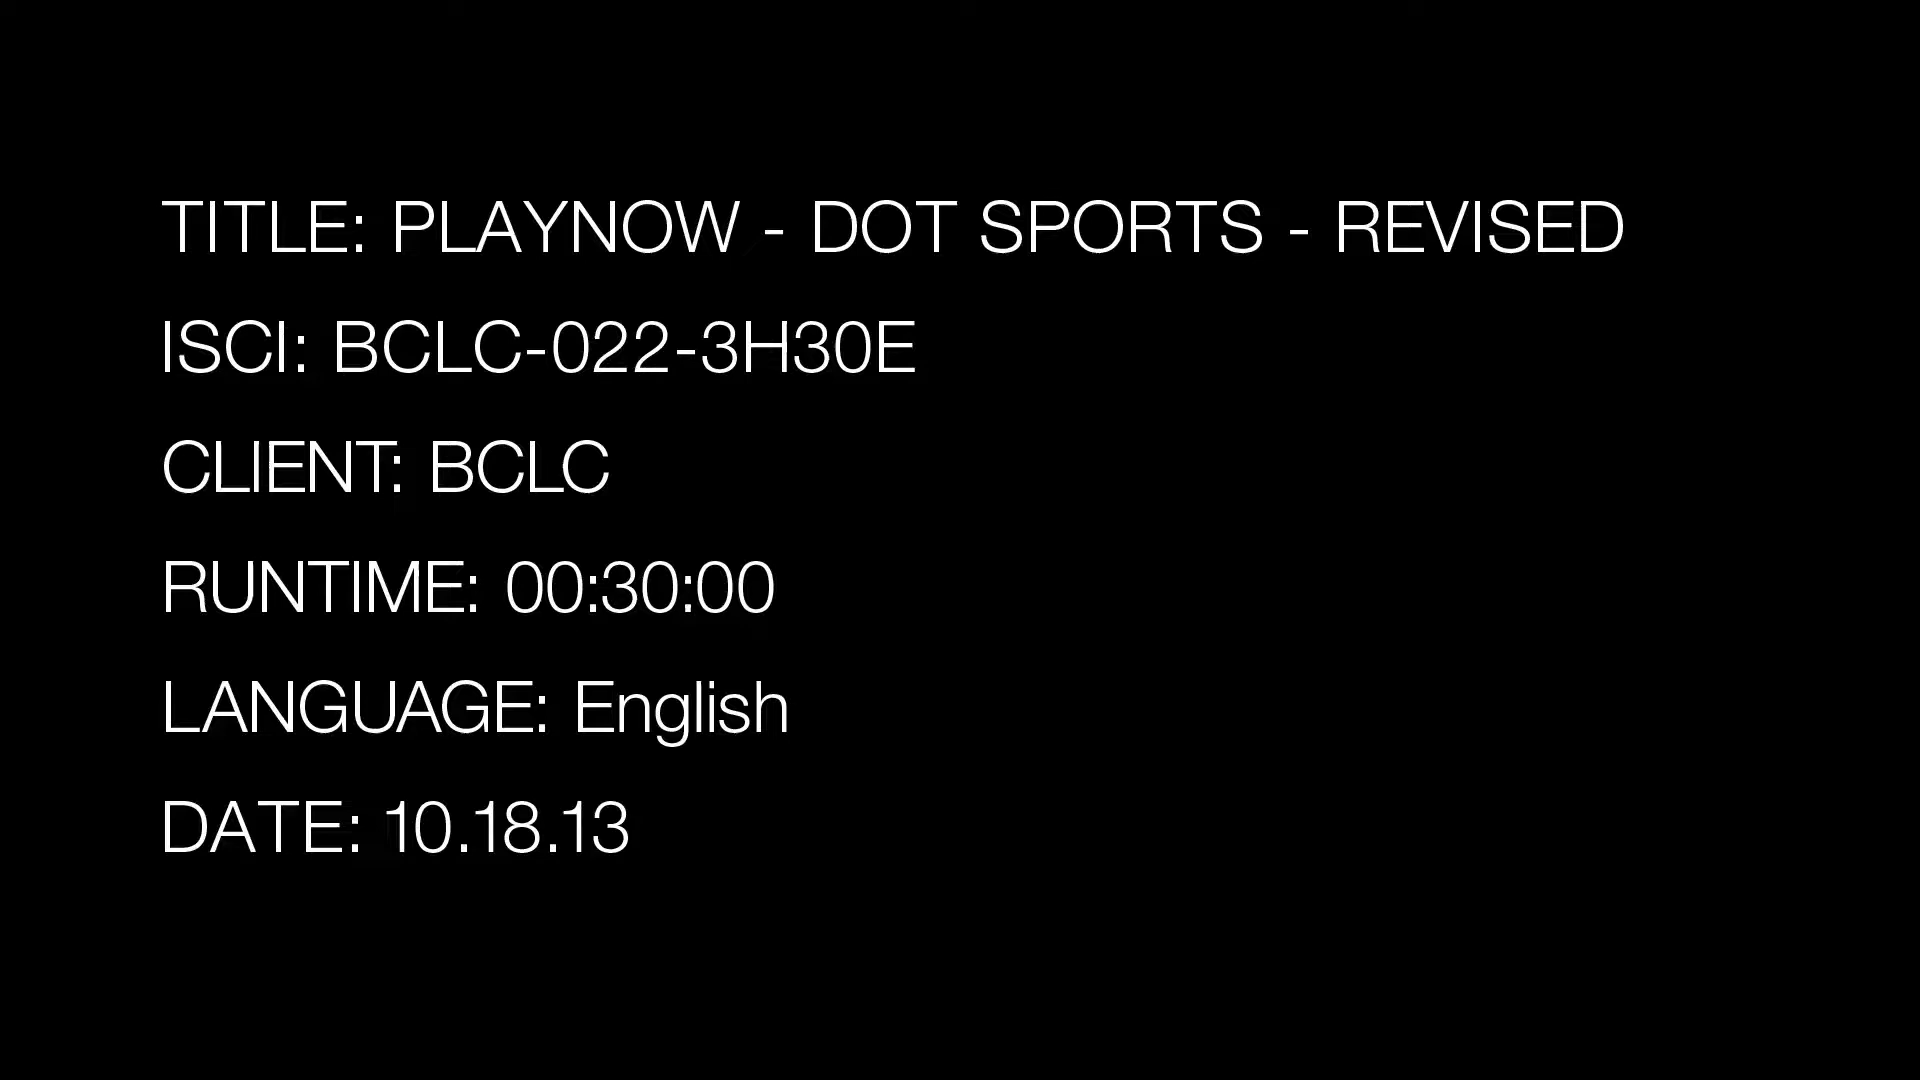 TITLE: PLAYNOW - DOT SPORTS - REVISED
ISCI: BCLC-022-3H30E
CLIENT: BCLC
RUNTIME: 00:30:00
LANGUAGE: English
DATE: 10.18.13